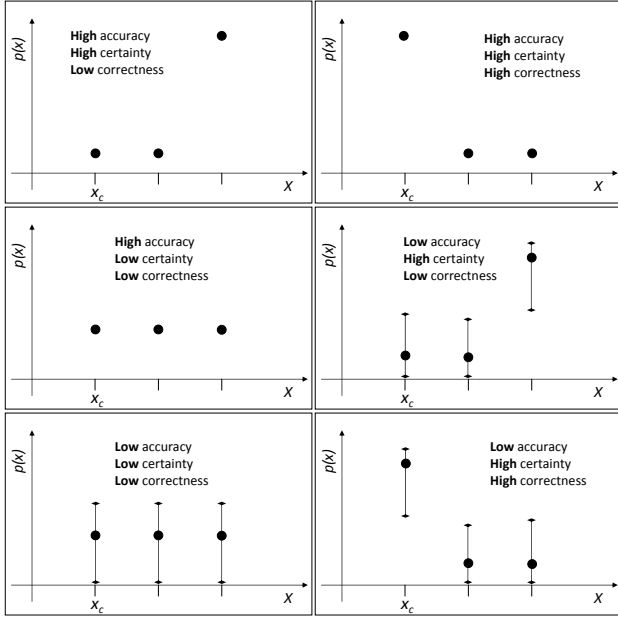 p(x)
High accuracy
High certainty
Low correctness
x_c
X
p(x)
High accuracy
High certainty
High correctness
x_c
X
p(x)
High accuracy
Low certainty
Low correctness
x_c
X
p(x)
Low accuracy
High certainty
Low correctness
x_c
X
p(x)
Low accuracy
Low certainty
Low correctness
x_c
X
p(x)
Low accuracy
High certainty
High correctness
x_c
X